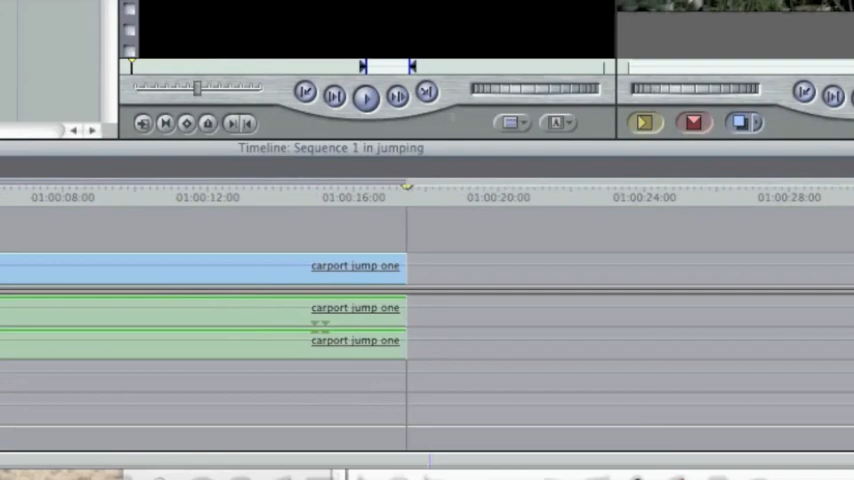 A
Timeline: Sequence 1 in jumping
01:00:08:00 01:00:12:00 01:00:16:00 01:00:20:00 01:00:24:00 01:00:28:00
carport jump one
carport jump one
carport jump one